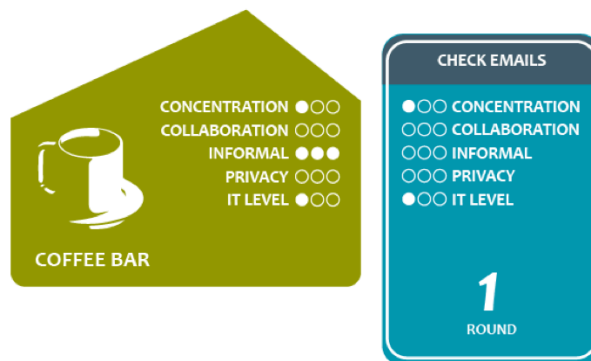 CONCENTRATION
COLLABORATION
INFORMAL
PRIVACY
IT LEVEL
COFFEE BAR
CHECK EMAILS
CONCENTRATION
COLLABORATION
INFORMAL
PRIVACY
IT LEVEL
1
ROUND